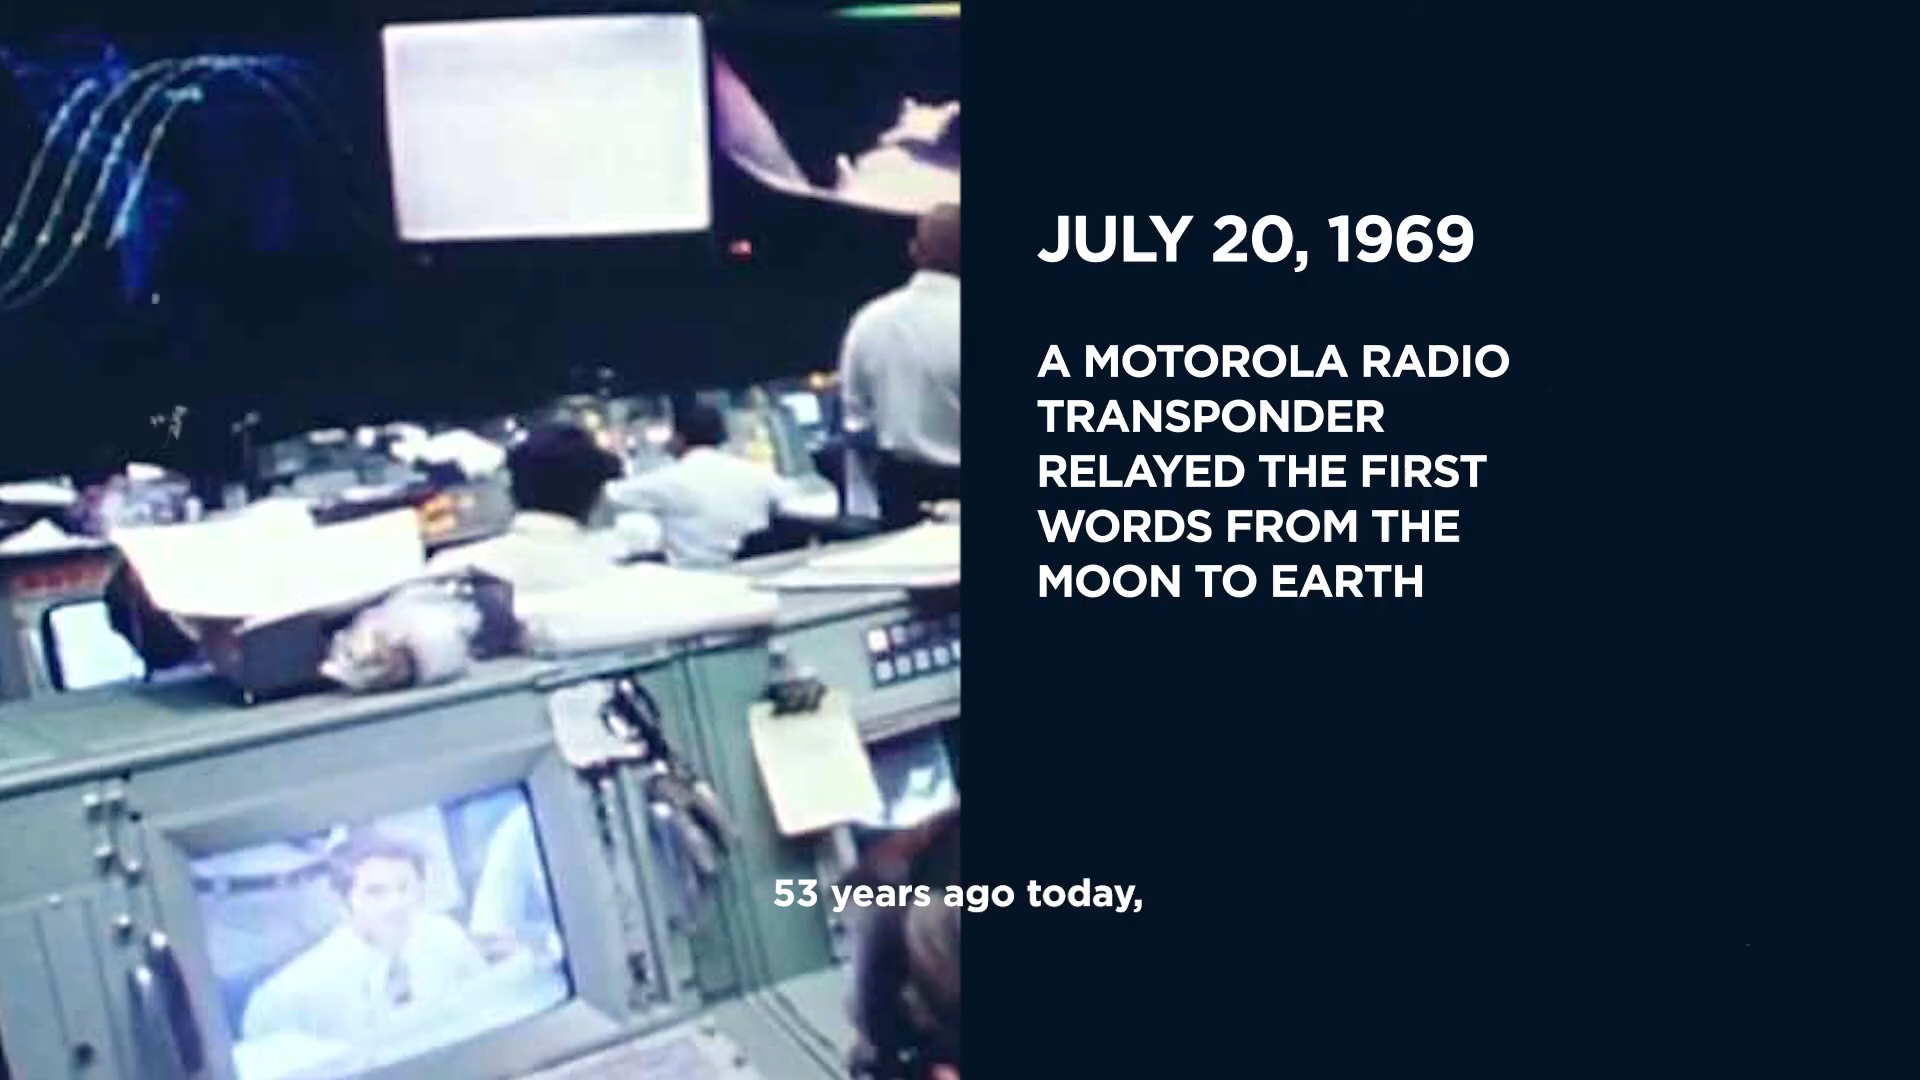 JULY 20, 1969
A MOTOROLA RADIO
TRANSPONDER
RELAYED THE FIRST
WORDS FROM THE
MOON TO EARTH
53 years ago today,